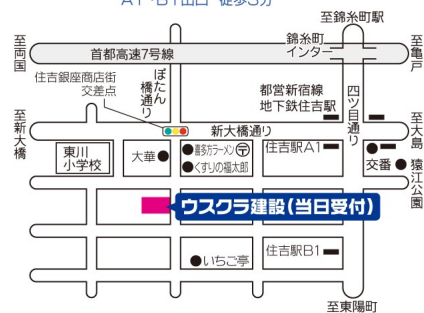 A1・B1出口 徒歩3分
至錦糸町駅
錦糸町
インター
至両国
首都高速7号線
至亀戸
住吉銀座商店街
交差点
ぼたん橋通り
都営新宿線
地下鉄住吉駅
四ツ目通り
至新大橋
新大橋通り
至大島
東川
小学校
大華●
●喜多方ラーメン〒
●くすりの福太郎
住吉駅A1
交番●
猿江公園
ウスクラ建設(当日受付)
●いちご亭
住吉駅B1
至東陽町